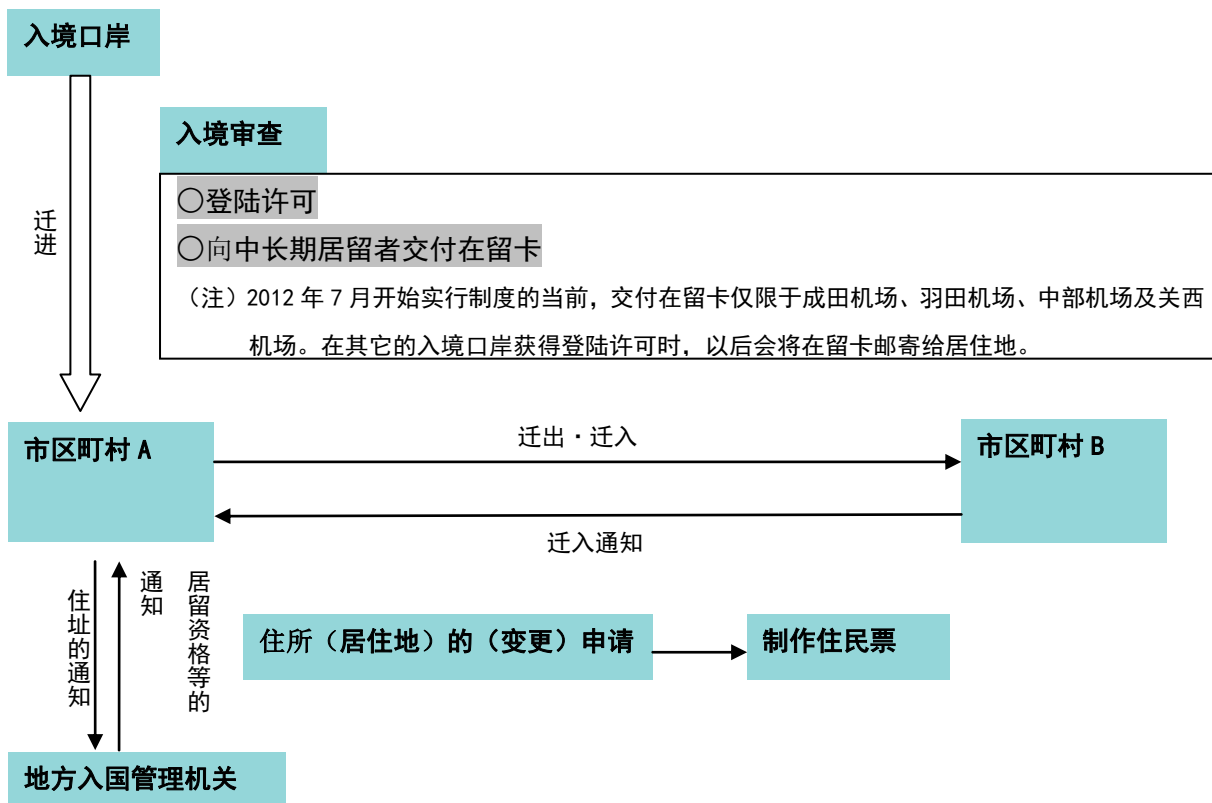 入境口岸
入境审查
○登陆许可
○向中长期居留者交付在留卡
（注）2012 年 7 月开始实行制度的当前，交付在留卡仅限于成田机场、羽田机场、中部机场及关西
机场。在其它的入境口岸获得登陆许可时，以后会将在留卡邮寄给居住地。
迁进
市区町村 A
迁出・迁入
市区町村 B
迁入通知
住址的通知
居留资格等的
通知
住所（居住地）的（变更）申请
制作住民票
地方入国管理机关